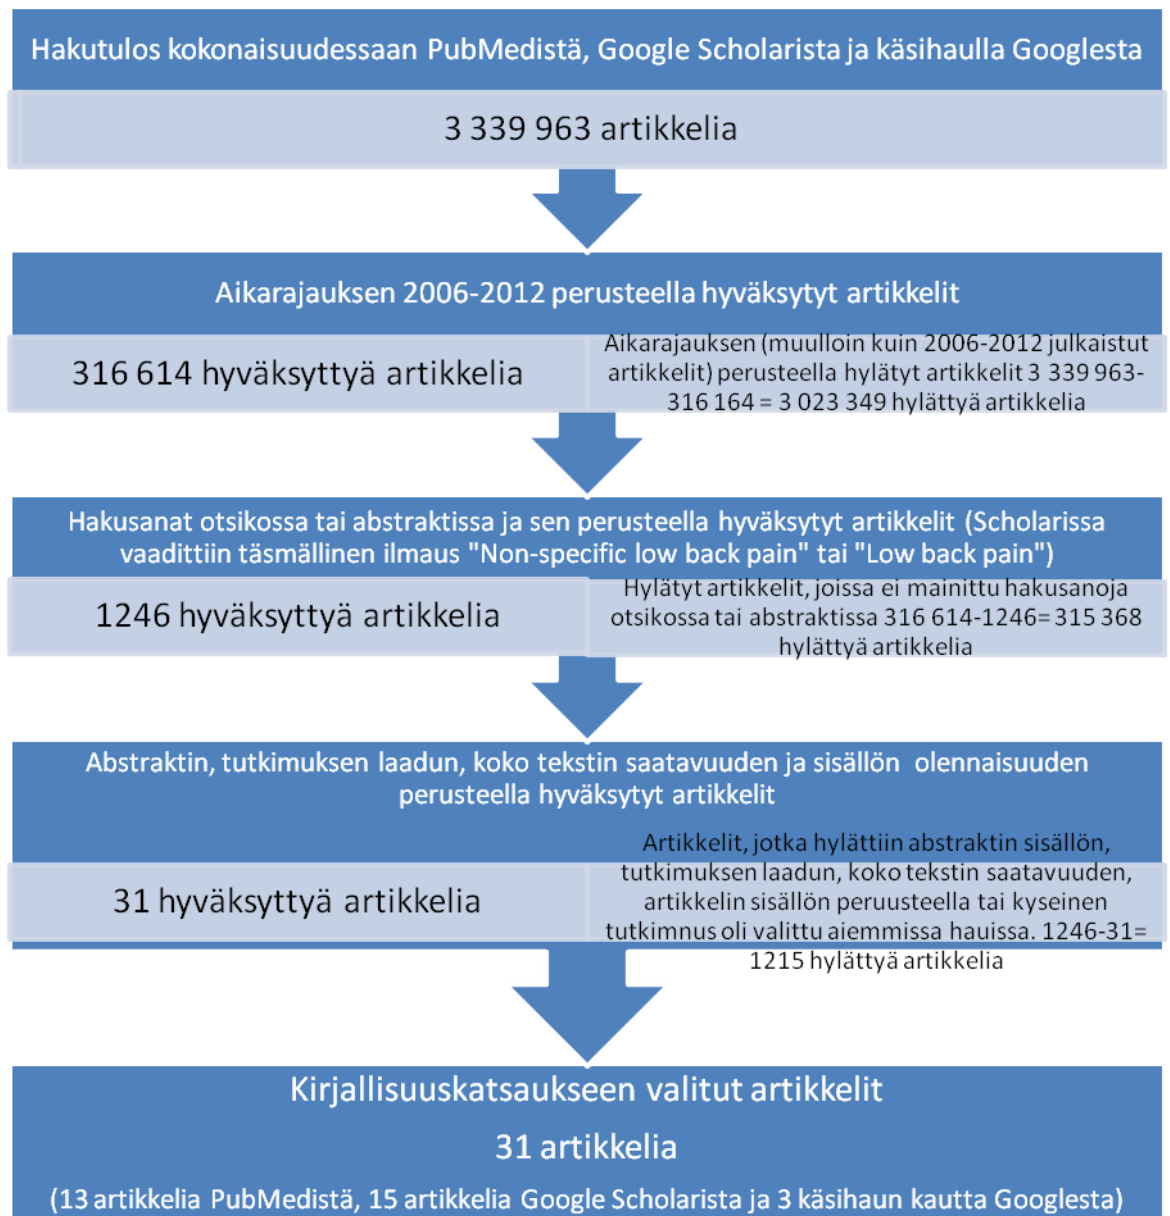 Hakutulos kokonaisuudessaan PubMedistä, Google Scholarista ja käsihaulla Googlesta
3 339 963 artikkelia
Aikarajauksen 2006-2012 perusteella hyväksytyt artikkelit
316 614 hyväksyttyä artikkelia
Aikarajauksen (muulloin kuin 2006-2012 julkaistut
artikkelit) perusteella hylätyt artikkelit 3 339 963-
316 164 = 3 023 349 hylättyä artikkelia
Hakusanat otsikossa tai abstraktissa ja sen perusteella hyväksytyt artikkelit (Scholarissa
vaadittiin täsmällinen ilmaus "Non-specific low back pain" tai "Low back pain")
1246 hyväksyttyä artikkelia
Hylätyt artikkelit, joissa ei mainittu hakusanoja
otsikossa tai abstraktissa 316 614-1246= 315 368
hylättyä artikkelia
Abstraktin, tutkimuksen laadun, koko tekstin saatavuuden ja sisällön olennaisuuden
perusteella hyväksytyt artikkelit
31 hyväksyttyä artikkelia
Artikkelit, jotka hylättiin abstraktin sisällön,
tutkimuksen laadun, koko tekstin saatavuuden,
artikkelin sisällön peruusteella tai kyseinen
tutkimnus oli valittu aiemmissa hauissa. 1246-31=
1215 hylättyä artikkelia
Kirjallisuuskatsaukseen valitut artikkelit
31 artikkelia
(13 artikkelia PubMedistä, 15 artikkelia Google Scholarista ja 3 käsihaun kautta Googlesta)